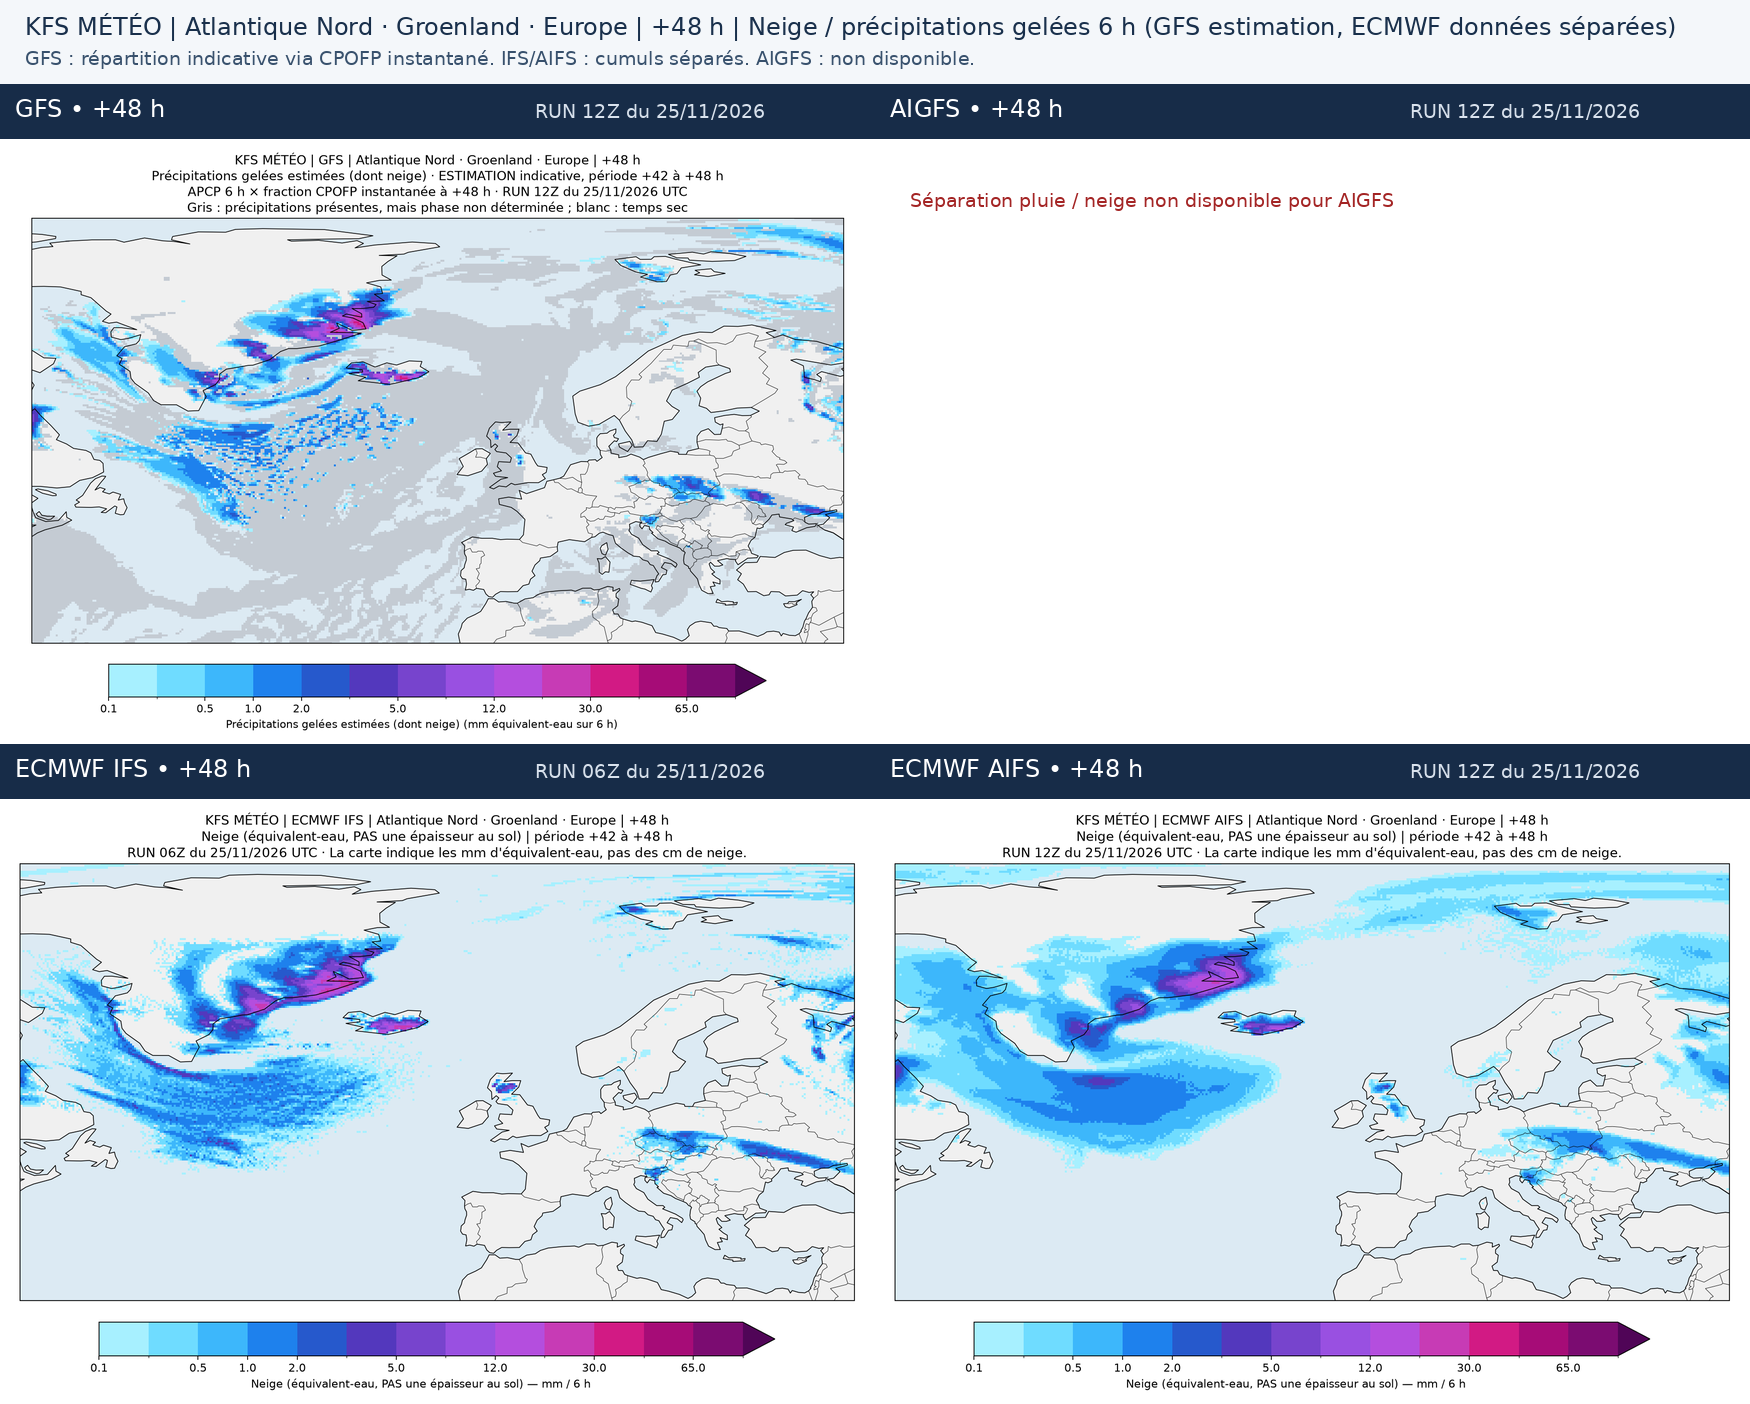 KFS MÉTÉO | Atlantique Nord · Groenland · Europe | +48 h | Neige / précipitations gelées 6 h (GFS estimation, ECMWF données séparées)
GFS : répartition indicative via CPOFP instantané. IFS/AIFS : cumuls séparés. AIGFS : non disponible.
GFS • +48 h RUN 12Z du 25/11/2026
AIGFS • +48 h RUN 12Z du 25/11/2026
KFS MÉTÉO | GFS | Atlantique Nord · Groenland · Europe | +48 h
Précipitations gelées estimées (dont neige) · ESTIMATION indicative, période +42 à +48 h
APCP 6 h × fraction CPOFP instantanée à +48 h · RUN 12Z du 25/11/2026 UTC
Gris : précipitations présentes, mais phase non déterminée ; blanc : temps sec
0.1 0.5 1.0 2.0 5.0 12.0 30.0 65.0
Précipitations gelées estimées (dont neige) (mm équivalent-eau sur 6 h)
Séparation pluie / neige non disponible pour AIGFS
ECMWF IFS • +48 h RUN 06Z du 25/11/2026
ECMWF AIFS • +48 h RUN 12Z du 25/11/2026
KFS MÉTÉO | ECMWF IFS | Atlantique Nord · Groenland · Europe | +48 h
Neige (équivalent-eau, PAS une épaisseur au sol) | période +42 à +48 h
RUN 06Z du 25/11/2026 UTC · La carte indique les mm d'équivalent-eau, pas des cm de neige.
0.1 0.5 1.0 2.0 5.0 12.0 30.0 65.0
Neige (équivalent-eau, PAS une épaisseur au sol) — mm / 6 h
KFS MÉTÉO | ECMWF AIFS | Atlantique Nord · Groenland · Europe | +48 h
Neige (équivalent-eau, PAS une épaisseur au sol) | période +42 à +48 h
RUN 12Z du 25/11/2026 UTC · La carte indique les mm d'équivalent-eau, pas des cm de neige.
0.1 0.5 1.0 2.0 5.0 12.0 30.0 65.0
Neige (équivalent-eau, PAS une épaisseur au sol) — mm / 6 h